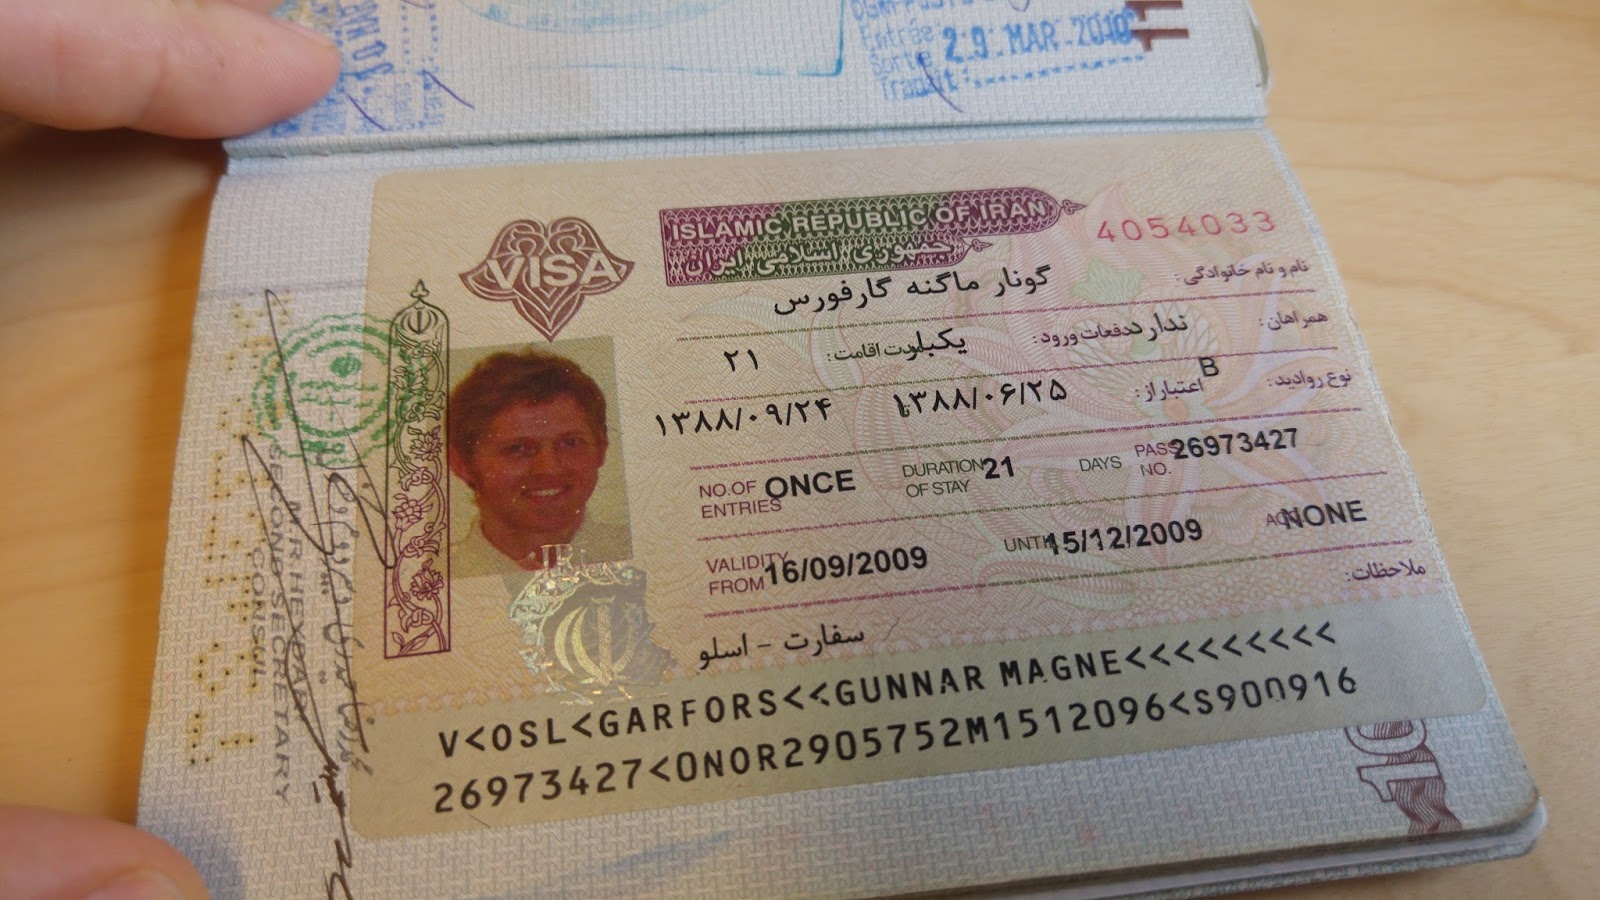 Entrée 29 MAR 2010
Sortie
Transit:
11
VISA
ISLAMIC REPUBLIC OF IRAN
جمهوری اسلامی ایران
4054033
نام و نام خانوادگی: گونار ماگنه گارفورس
همراهان: ندارد دفعات ورود: یکبار مدت اقامت: ۲۱
نوع روادید: B اعتبار از: ۱۳۸۸/۰۶/۲۵ تا ۱۳۸۸/۰۹/۲۴
NO.OF ENTRIES ONCE DURATION OF STAY 21 DAYS PASS NO. 26973427
VALIDITY FROM 16/09/2009 UNTIL 15/12/2009 NONE
ملاحظات:
سفارت - اسلو
V<OSL<GARFORS<<GUNNAR MAGNE<<<<<<<<<
26973427<0NOR2905752M1512096<S900916
SECOND SECRETARY
CONSUL
10